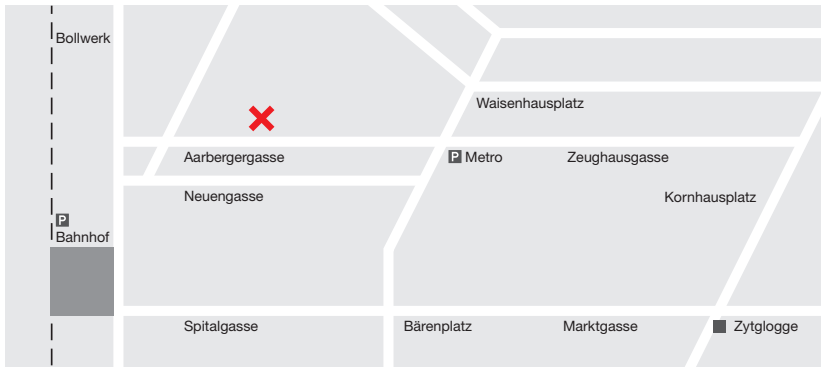 Bollwerk
Waisenhausplatz
Aarbergergasse
P Metro
Zeughausgasse
Neuengasse
Kornhausplatz
P
Bahnhof
Spitalgasse
Bärenplatz
Marktgasse
Zytglogge